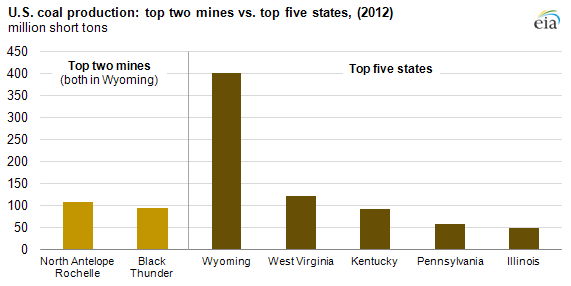 U.S. coal production: top two mines vs. top five states, (2012)
million short tons
eia
450
400
350
300
250
200
150
100
50
0
Top two mines
(both in Wyoming)
Top five states
North Antelope
Rochelle
Black
Thunder
Wyoming
West Virginia
Kentucky
Pennsylvania
Illinois